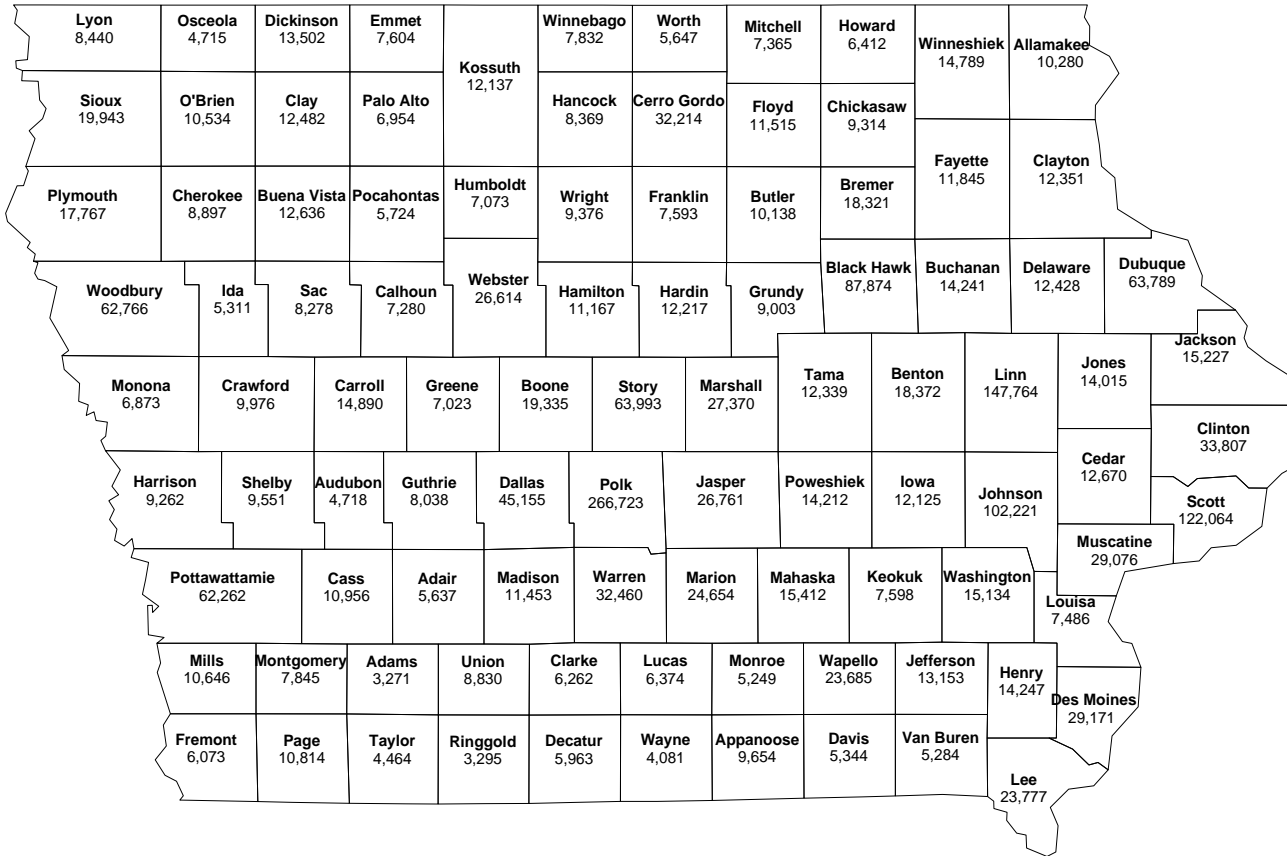 Lyon
8,440
Osceola
4,715
Dickinson
13,502
Emmet
7,604
Kossuth
12,137
Winnebago
7,832
Worth
5,647
Mitchell
7,365
Howard
6,412
Winneshiek
14,789
Allamakee
10,280
Sioux
19,943
O'Brien
10,534
Clay
12,482
Palo Alto
6,954
Hancock
8,369
Cerro Gordo
32,214
Floyd
11,515
Chickasaw
9,314
Fayette
11,845
Clayton
12,351
Plymouth
17,767
Cherokee
8,897
Buena Vista
12,636
Pocahontas
5,724
Humboldt
7,073
Wright
9,376
Franklin
7,593
Butler
10,138
Bremer
18,321
Woodbury
62,766
Ida
5,311
Sac
8,278
Calhoun
7,280
Webster
26,614
Hamilton
11,167
Hardin
12,217
Grundy
9,003
Black Hawk
87,874
Buchanan
14,241
Delaware
12,428
Dubuque
63,789
Monona
6,873
Crawford
9,976
Carroll
14,890
Greene
7,023
Boone
19,335
Story
63,993
Marshall
27,370
Tama
12,339
Benton
18,372
Linn
147,764
Jones
14,015
Jackson
15,227
Clinton
33,807
Harrison
9,262
Shelby
9,551
Audubon
4,718
Guthrie
8,038
Dallas
45,155
Polk
266,723
Jasper
26,761
Poweshiek
14,212
Iowa
12,125
Johnson
102,221
Cedar
12,670
Scott
122,064
Muscatine
29,076
Pottawattamie
62,262
Cass
10,956
Adair
5,637
Madison
11,453
Warren
32,460
Marion
24,654
Mahaska
15,412
Keokuk
7,598
Washington
15,134
Louisa
7,486
Mills
10,646
Montgomery
7,845
Adams
3,271
Union
8,830
Clarke
6,262
Lucas
6,374
Monroe
5,249
Wapello
23,685
Jefferson
13,153
Henry
14,247
Des Moines
29,171
Fremont
6,073
Page
10,814
Taylor
4,464
Ringgold
3,295
Decatur
5,963
Wayne
4,081
Appanoose
9,654
Davis
5,344
Van Buren
5,284
Lee
23,777